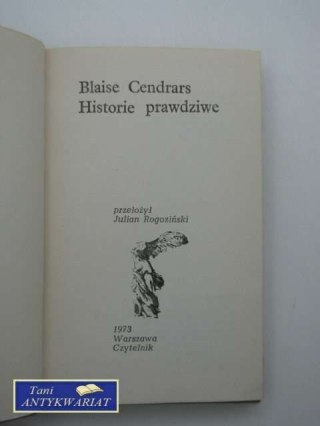 Blaise Cendrars
Historie prawdziwe
przełożył
Julian Rogoziński
1973
Warszawa
Czytelnik
Tani
ANTYKWARIAT